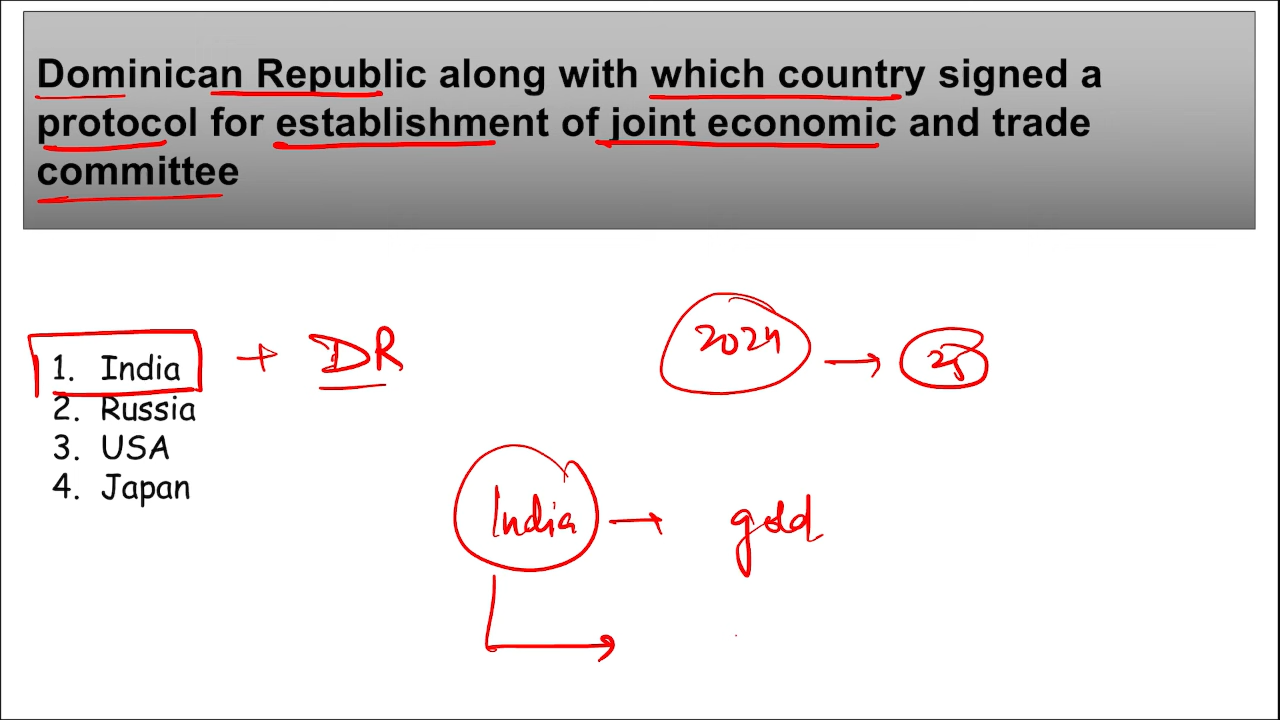 Dominican Republic along with which country signed a
protocol for establishment of joint economic and trade
committee
1. India + DR
2024 → 25
2. Russia
3. USA
4. Japan
India → gold